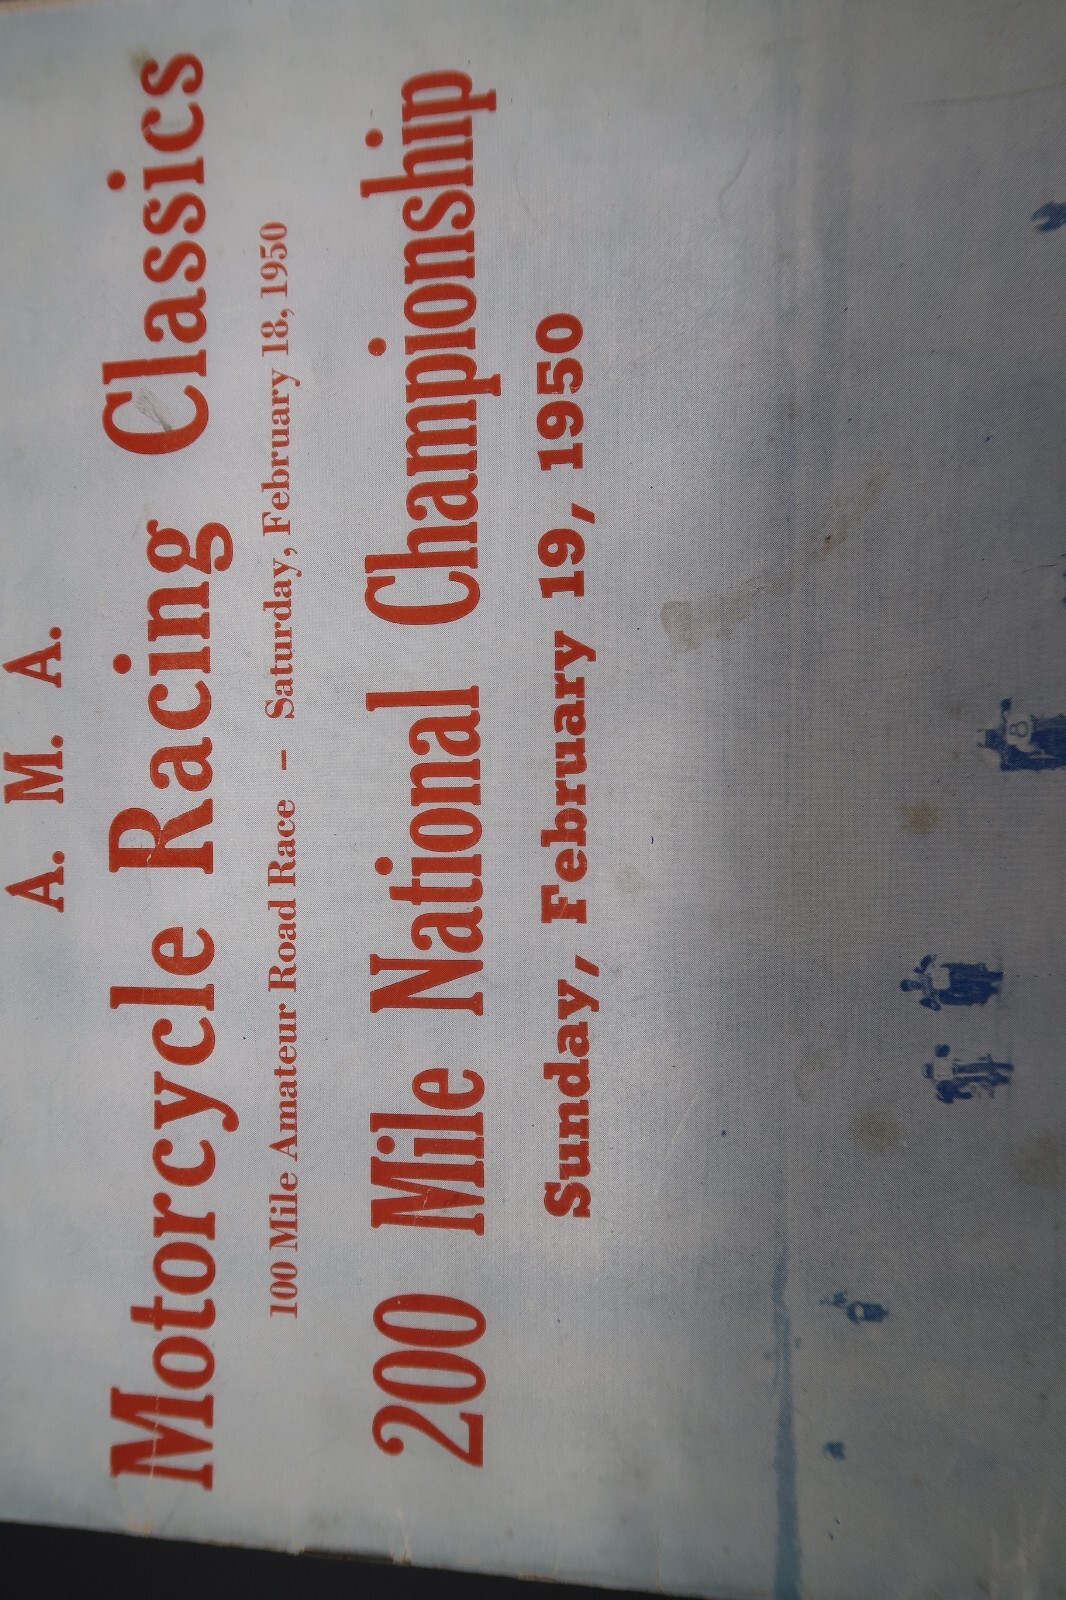 A. M. A.
Motorcycle Racing Classics
100 Mile Amateur Road Race – Saturday, February 18, 1950
200 Mile National Championship
Sunday, February 19, 1950
8